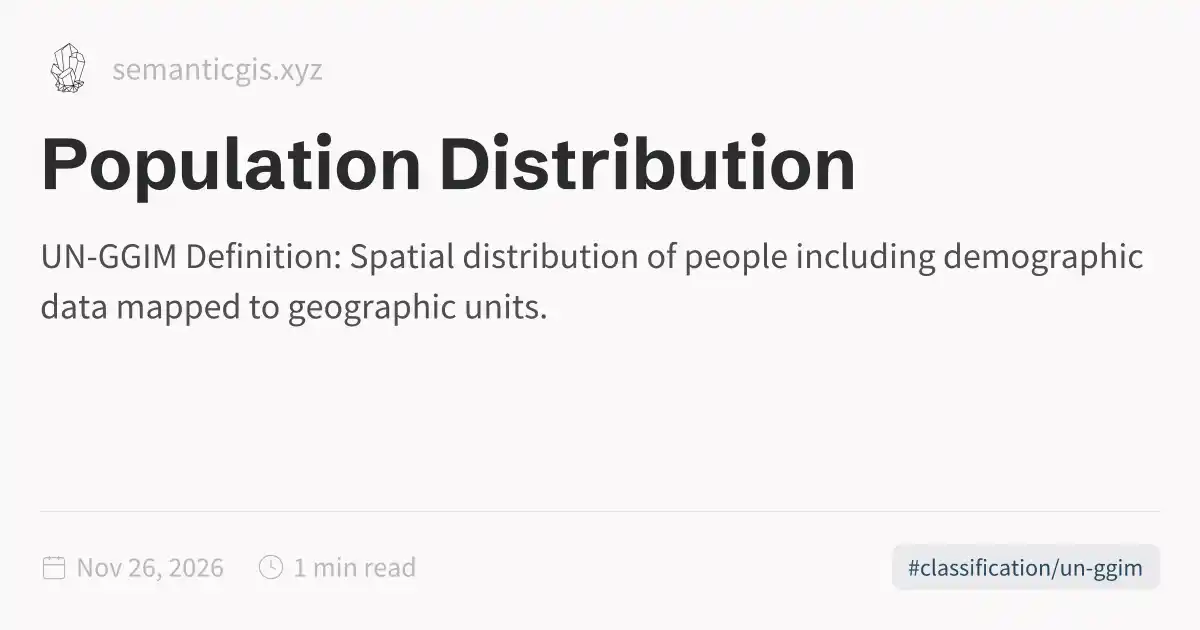 semanticgis.xyz
Population Distribution
UN-GGIM Definition: Spatial distribution of people including demographic
data mapped to geographic units.
Nov 26, 2026 1 min read #classification/un-ggim